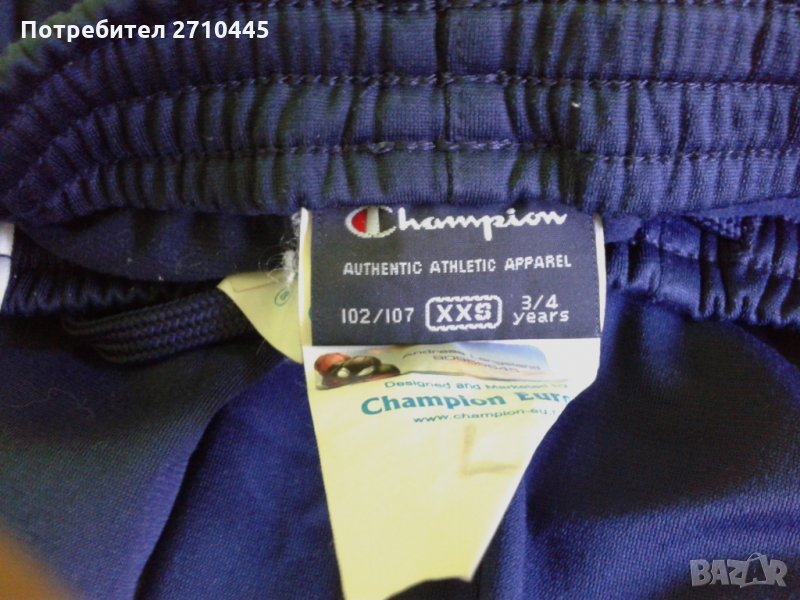 Потребител 2710445
Champion
AUTHENTIC ATHLETIC APPAREL
102/107 XXS 3/4 years
Designed and Marketed by
Champion Euro
www.champion-eu.
BAZAR